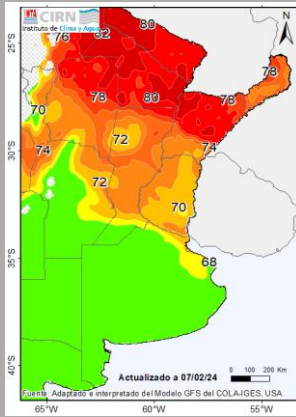 INTA CIRN
Instituto de Clima y Agua
N
76
82
80
78
78
80
78
70
72
74
74
72
70
68
25°S
30°S
35°S
40°S
Actualizado a 07/02/24
0 100 200 Km
65°W 60°W 55°W
Fuente: Adaptado e interpretado del Modelo GFS del COLA-IGES, USA